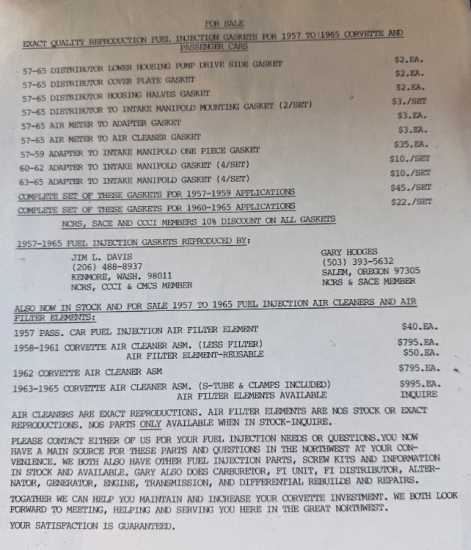 FOR SALE
EXACT QUALITY REPRODUCTION FUEL INJECTION GASKETS FOR 1957 TO 1965 CORVETTE AND
PASSENGER CARS
57-65 DISTRIBUTOR LOWER HOUSING PUMP DRIVE SIDE GASKET $2.EA.
57-65 DISTRIBUTOR COVER PLATE GASKET $2.EA.
57-65 DISTRIBUTOR HOUSING HALVES GASKET $2.EA.
57-65 DISTRIBUTOR TO INTAKE MANIFOLD MOUNTING GASKET (2/SET) $3./SET
57-65 AIR METER TO ADAPTER GASKET $3.EA.
57-65 AIR METER TO AIR CLEANER GASKET $3.EA.
57-59 ADAPTER TO INTAKE MANIFOLD ONE PIECE GASKET $35.EA.
60-62 ADAPTER TO INTAKE MANIFOLD GASKET (4/SET) $10./SET
63-65 ADAPTER TO INTAKE MANIFOLD GASKET (4/SET) $10./SET
COMPLETE SET OF THESE GASKETS FOR 1957-1959 APPLICATIONS $45./SET
COMPLETE SET OF THESE GASKETS FOR 1960-1965 APPLICATIONS $22./SET
NCRS, SACE AND CCCI MEMBERS 10% DISCOUNT ON ALL GASKETS
1957-1965 FUEL INJECTION GASKETS REPRODUCED BY:
JIM L. DAVIS
(206) 488-8937
KENMORE, WASH. 98011
NCRS, CCCI & CMCS MEMBER
GARY HODGES
(503) 393-5632
SALEM, OREGON 97305
NCRS & SACE MEMBER
ALSO NOW IN STOCK AND FOR SALE 1957 TO 1965 FUEL INJECTION AIR CLEANERS AND AIR
FILTER ELEMENTS:
1957 PASS. CAR FUEL INJECTION AIR FILTER ELEMENT $40.EA.
1958-1961 CORVETTE AIR CLEANER ASM. (LESS FILTER) $795.EA.
AIR FILTER ELEMENT-REUSABLE $50.EA.
1962 CORVETTE AIR CLEANER ASM $795.EA.
1963-1965 CORVETTE AIR CLEANER ASM. (S-TUBE & CLAMPS INCLUDED) $995.EA.
AIR FILTER ELEMENTS AVAILABLE INQUIRE
AIR CLEANERS ARE EXACT REPRODUCTIONS. AIR FILTER ELEMENTS ARE NOS STOCK OR EXACT
REPRODUCTIONS. NOS PARTS ONLY AVAILABLE WHEN IN STOCK-INQUIRE.
PLEASE CONTACT EITHER OF US FOR YOUR FUEL INJECTION NEEDS OR QUESTIONS.YOU NOW
HAVE A MAIN SOURCE FOR THESE PARTS AND QUESTIONS IN THE NORTHWEST AT YOUR CON-
VENIENCE. WE BOTH ALSO HAVE OTHER FUEL INJECTION PARTS, SCREW KITS AND INFORMATION
IN STOCK AND AVAILABLE. GARY ALSO DOES CARBURETOR, FI UNIT, FI DISTRIBUTOR, ALTER-
NATOR, GENERATOR, ENGINE, TRANSMISSION, AND DIFFERENTIAL REBUILDS AND REPAIRS.
TOGATHER WE CAN HELP YOU MAINTAIN AND INCREASE YOUR CORVETTE INVESTMENT. WE BOTH LOOK
FORWARD TO MEETING, HELPING AND SERVING YOU HERE IN THE GREAT NORTHWEST.
YOUR SATISFACTION IS GUARANTEED.